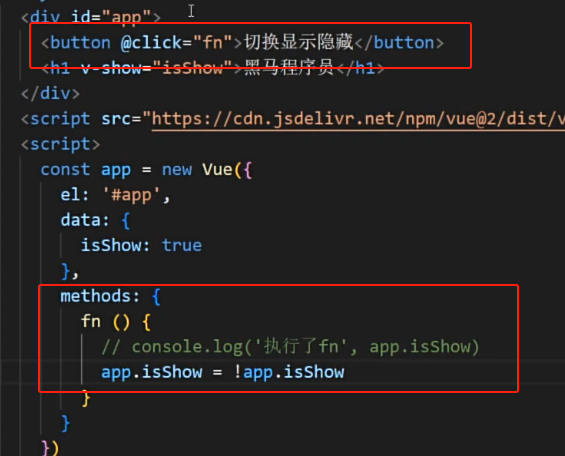 <div id="app">
<button @click="fn">切换显示隐藏</button>
<h1 v-show="isShow">黑马程序员</h1>
</div>
<script src="https://cdn.jsdelivr.net/npm/vue@2/dist/v
<script>
const app = new Vue({
el: '#app',
data: {
isShow: true
},
methods: {
fn () {
// console.log('执行了fn', app.isShow)
app.isShow = !app.isShow
}
}
})